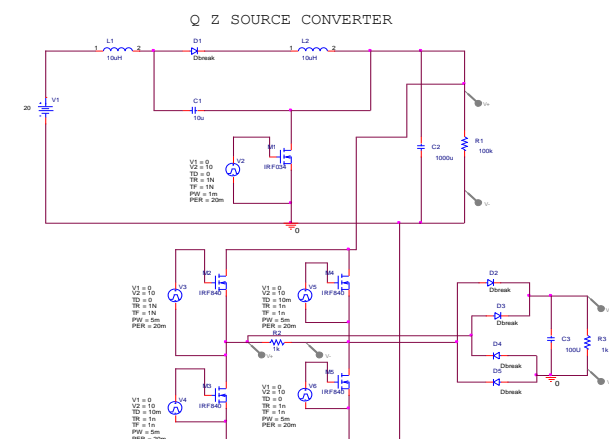 Q Z SOURCE CONVERTER
L1
1 2
10uH
D1
Dbreak
L2
1 2
10uH
V1
20
C1
10u
M1
IRF034
V2
V1 = 0
V2 = 10
TD = 0
TR = 1N
TF = 1N
PW = 1m
PER = 20m
C2
1000u
R1
100k
V+
V-
0
M2
IRF840
V3
V1 = 0
V2 = 10
TD = 0
TR = 1N
TF = 1N
PW = 5m
PER = 20m
M4
IRF840
V5
V1 = 0
V2 = 10
TD = 10m
TR = 1n
TF = 1n
PW = 5m
PER = 20m
R2
1k
V+
V-
D2
Dbreak
D3
Dbreak
D4
Dbreak
D5
Dbreak
C3
100U
R3
1k
0
M3
IRF840
V4
V1 = 0
V2 = 10
TD = 10m
TR = 1n
TF = 1n
PW = 5m
PER = 20m
M5
IRF840
V6
V1 = 0
V2 = 10
TD = 0
TR = 1n
TF = 1n
PW = 5m
PER = 20m